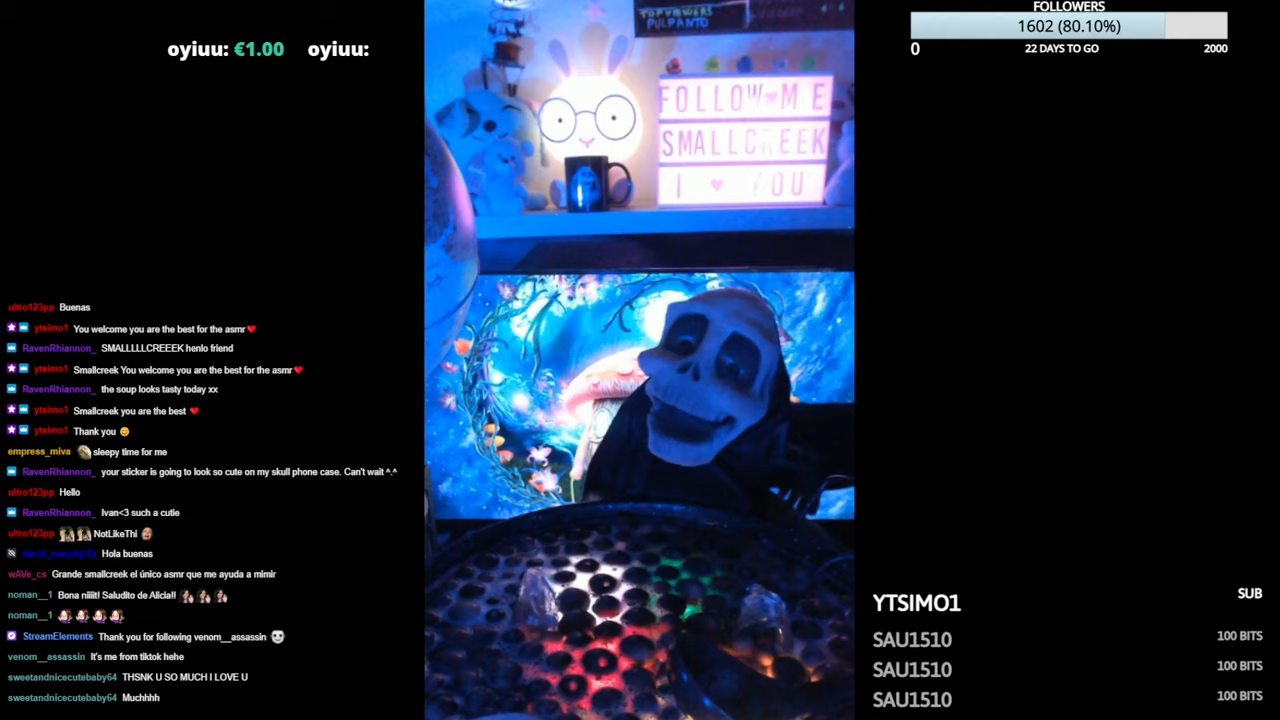 oyiuu: €1.00 oyiuu:
TOPVIEWERS
PULPANTO
FOLLOW♥ME
SMALLCREEK
I ♥ YOU
FOLLOWERS
1602 (80.10%)
0 22 DAYS TO GO 2000
ultro123pp Buenas
ytsimo1 You welcome you are the best for the asmr❤
RavenRhiannon_ SMALLLLLCREEEK henlo friend
ytsimo1 Smallcreek You welcome you are the best for the asmr❤
RavenRhiannon_ the soup looks tasty today xx
ytsimo1 Smallcreek you are the best ❤
ytsimo1 Thank you 😊
empress_miva sleepy time for me
RavenRhiannon_ your sticker is going to look so cute on my skull phone case. Can't wait ^.^
ultro123pp Hello
RavenRhiannon_ Ivan<3 such a cutie
ultro123pp NotLikeThi
Hola buenas
wAVe_cs Grande smallcreek el único asmr que me ayuda a mimir
noman__1 Bona niiiit! Saludito de Alicia!!
noman__1
StreamElements Thank you for following venom__assassin
venom__assassin It's me from tiktok hehe
sweetandnicecutebaby64 THSNK U SO MUCH I LOVE U
sweetandnicecutebaby64 Muchhhh
YTSIMO1 SUB
SAU1510 100 BITS
SAU1510 100 BITS
SAU1510 100 BITS